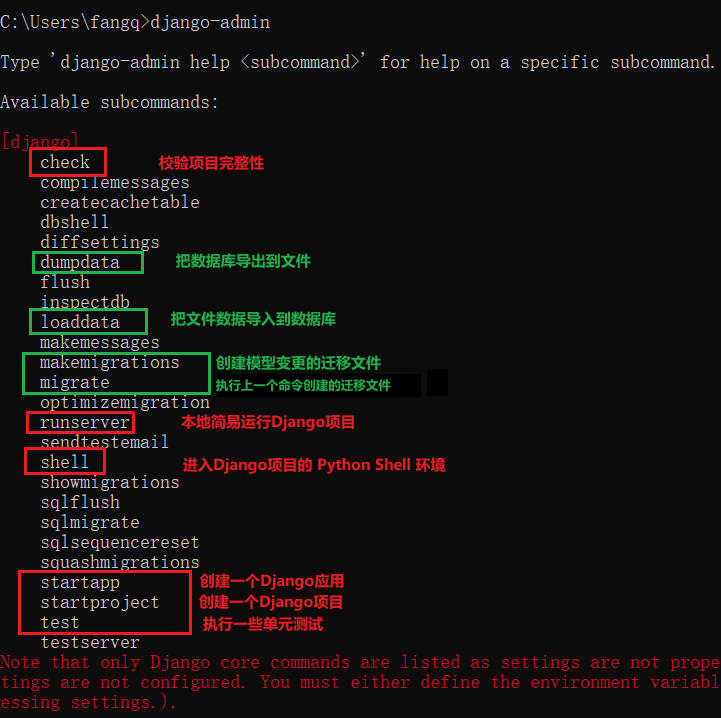 C:\Users\fangq>django-admin
Type 'django-admin help <subcommand>' for help on a specific subcommand.
Available subcommands:
[django]
check 校验项目完整性
compilemessages
createcachetable
dbshell
diffsettings
dumpdata 把数据库导出到文件
flush
inspectdb
loaddata 把文件数据导入到数据库
makemessages
makemigrations 创建模型变更的迁移文件
migrate 执行上一个命令创建的迁移文件
optimizemigration
runserver 本地简易运行Django项目
sendtestemail
shell 进入Django项目的 Python Shell 环境
showmigrations
sqlflush
sqlmigrate
sqlsequencereset
squashmigrations
startapp 创建一个Django应用
startproject 创建一个Django项目
test 执行一些单元测试
testserver
Note that only Django core commands are listed as settings are not prope
tings are not configured. You must either define the environment variabl
essing settings.).